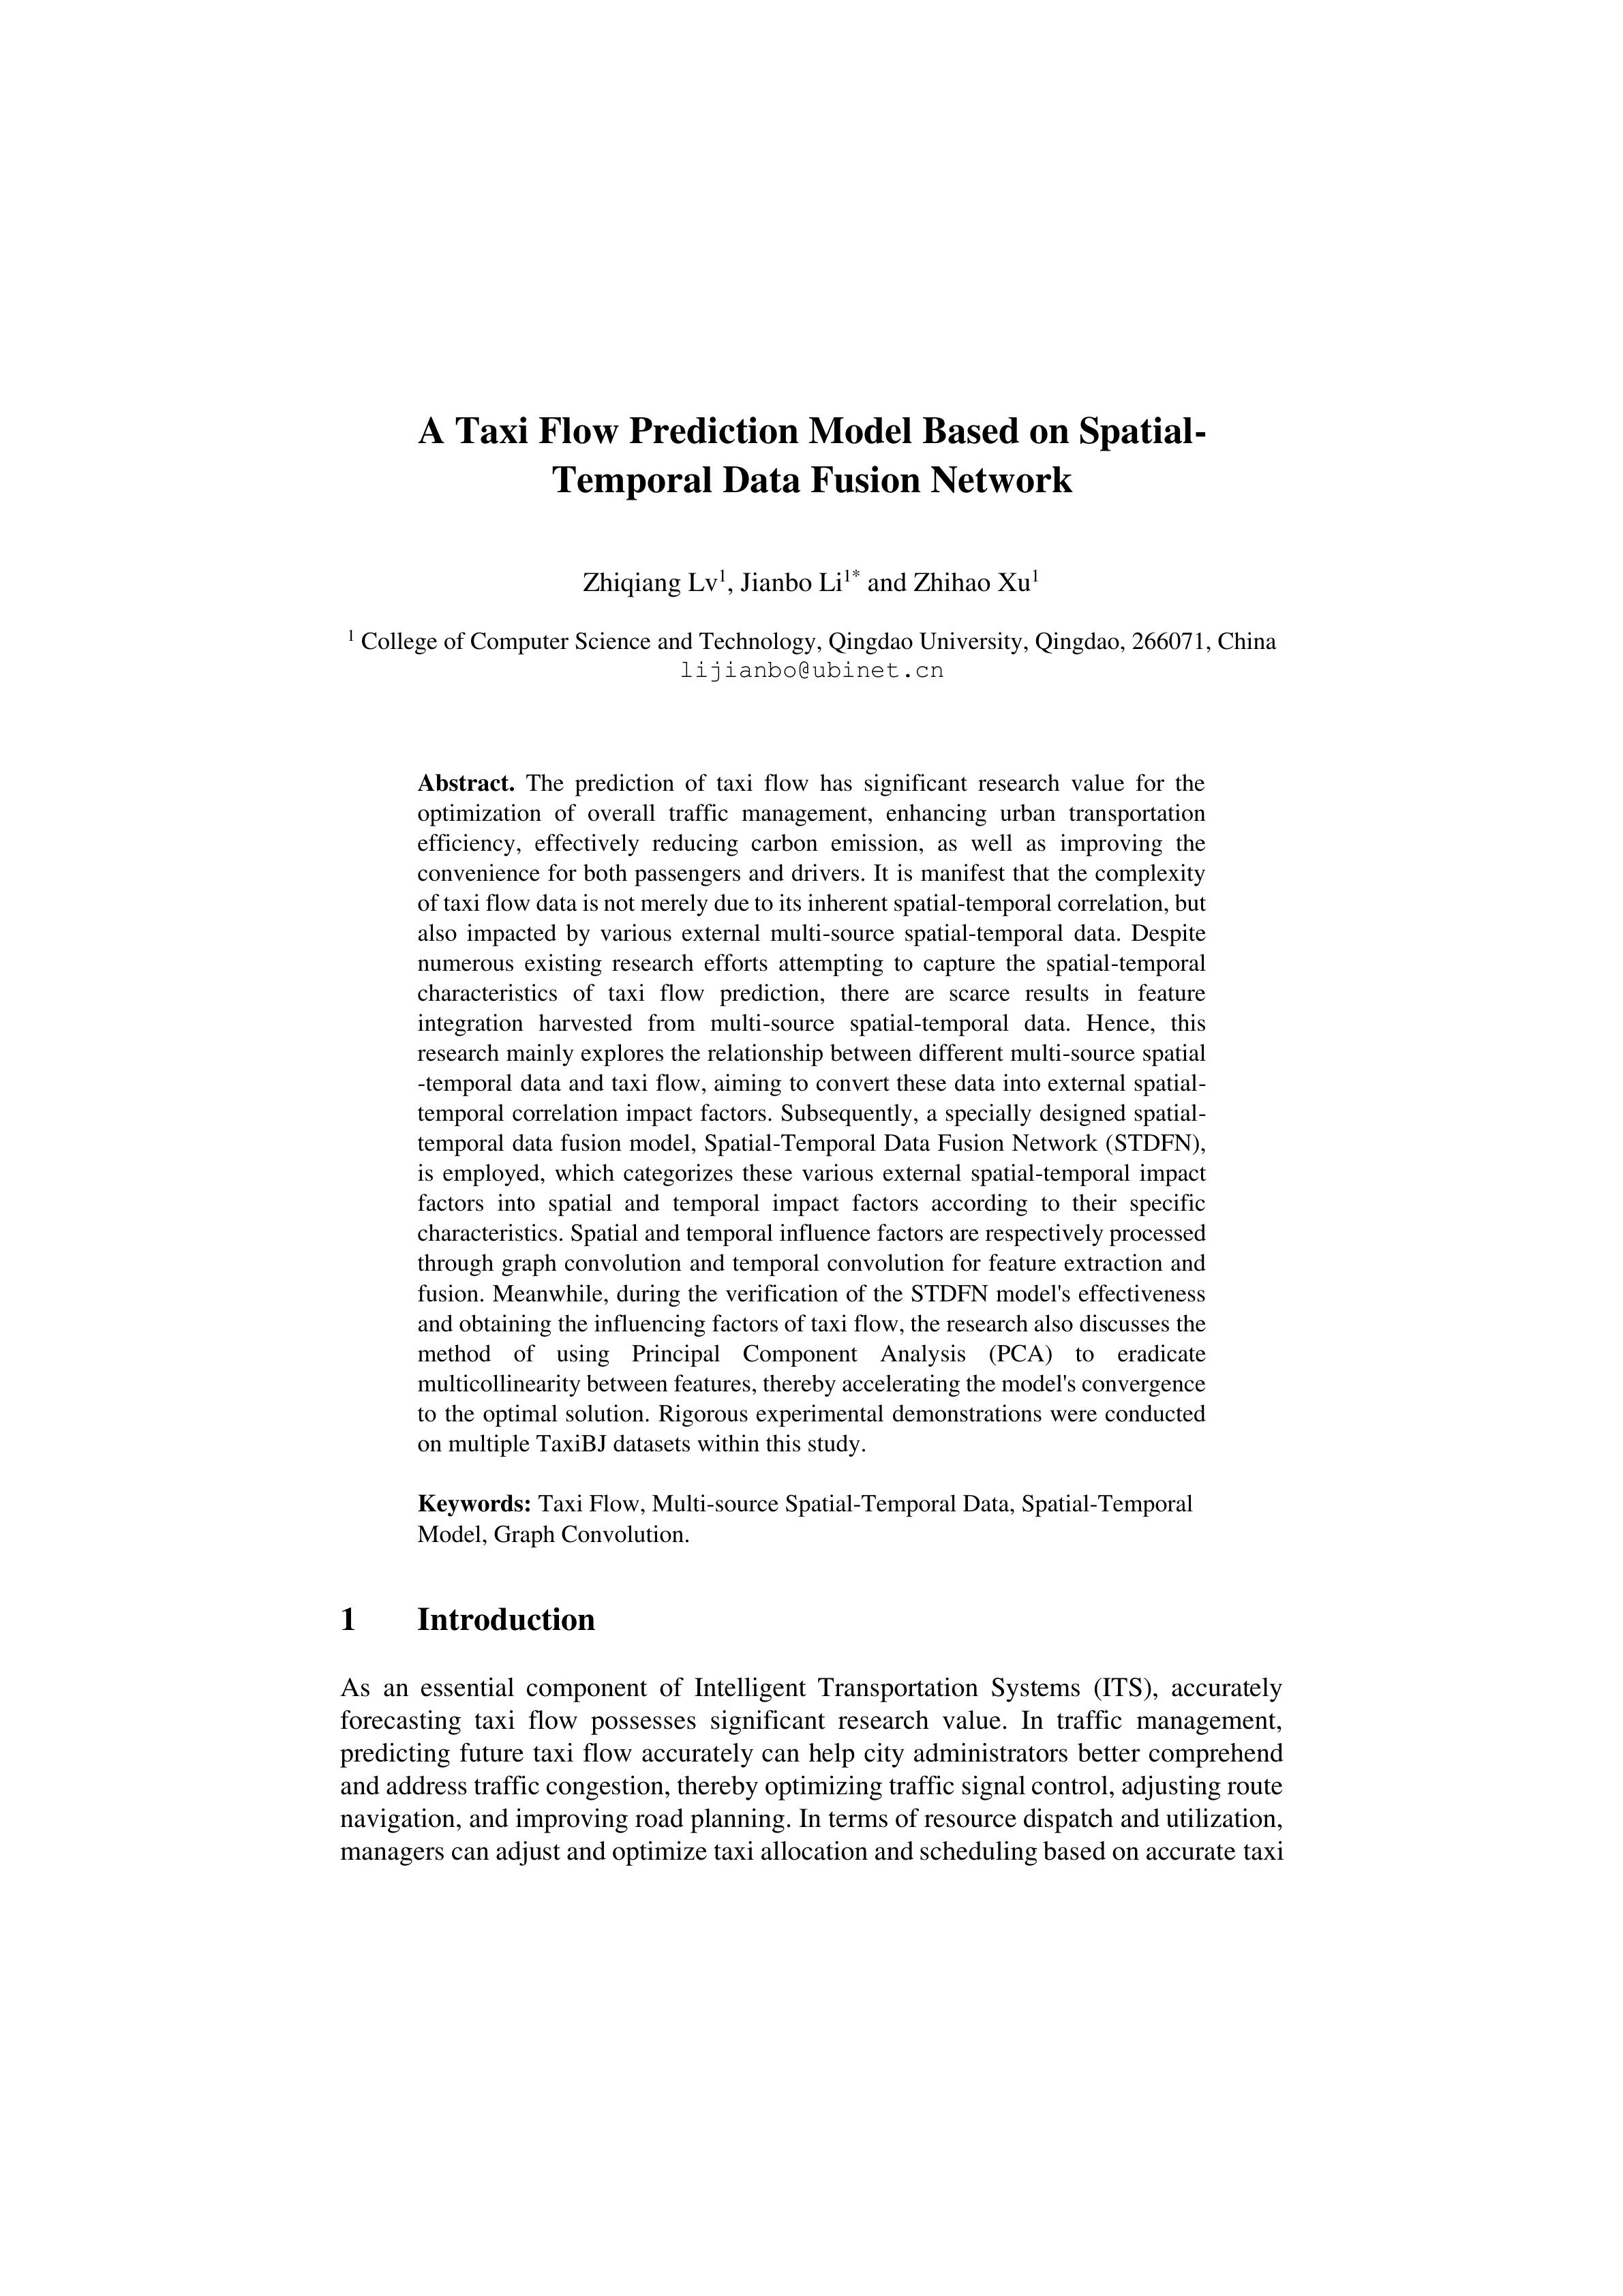 A Taxi Flow Prediction Model Based on Spatial-
Temporal Data Fusion Network
Zhiqiang Lv1, Jianbo Li1* and Zhihao Xu1
1 College of Computer Science and Technology, Qingdao University, Qingdao, 266071, China
lijianbo@ubinet.cn
Abstract. The prediction of taxi flow has significant research value for the
optimization of overall traffic management, enhancing urban transportation
efficiency, effectively reducing carbon emission, as well as improving the
convenience for both passengers and drivers. It is manifest that the complexity
of taxi flow data is not merely due to its inherent spatial-temporal correlation, but
also impacted by various external multi-source spatial-temporal data. Despite
numerous existing research efforts attempting to capture the spatial-temporal
characteristics of taxi flow prediction, there are scarce results in feature
integration harvested from multi-source spatial-temporal data. Hence, this
research mainly explores the relationship between different multi-source spatial
-temporal data and taxi flow, aiming to convert these data into external spatial-
temporal correlation impact factors. Subsequently, a specially designed spatial-
temporal data fusion model, Spatial-Temporal Data Fusion Network (STDFN),
is employed, which categorizes these various external spatial-temporal impact
factors into spatial and temporal impact factors according to their specific
characteristics. Spatial and temporal influence factors are respectively processed
through graph convolution and temporal convolution for feature extraction and
fusion. Meanwhile, during the verification of the STDFN model's effectiveness
and obtaining the influencing factors of taxi flow, the research also discusses the
method of using Principal Component Analysis (PCA) to eradicate
multicollinearity between features, thereby accelerating the model's convergence
to the optimal solution. Rigorous experimental demonstrations were conducted
on multiple TaxiBJ datasets within this study.
Keywords: Taxi Flow, Multi-source Spatial-Temporal Data, Spatial-Temporal
Model, Graph Convolution.
1 Introduction
As an essential component of Intelligent Transportation Systems (ITS), accurately
forecasting taxi flow possesses significant research value. In traffic management,
predicting future taxi flow accurately can help city administrators better comprehend
and address traffic congestion, thereby optimizing traffic signal control, adjusting route
navigation, and improving road planning. In terms of resource dispatch and utilization,
managers can adjust and optimize taxi allocation and scheduling based on accurate taxi